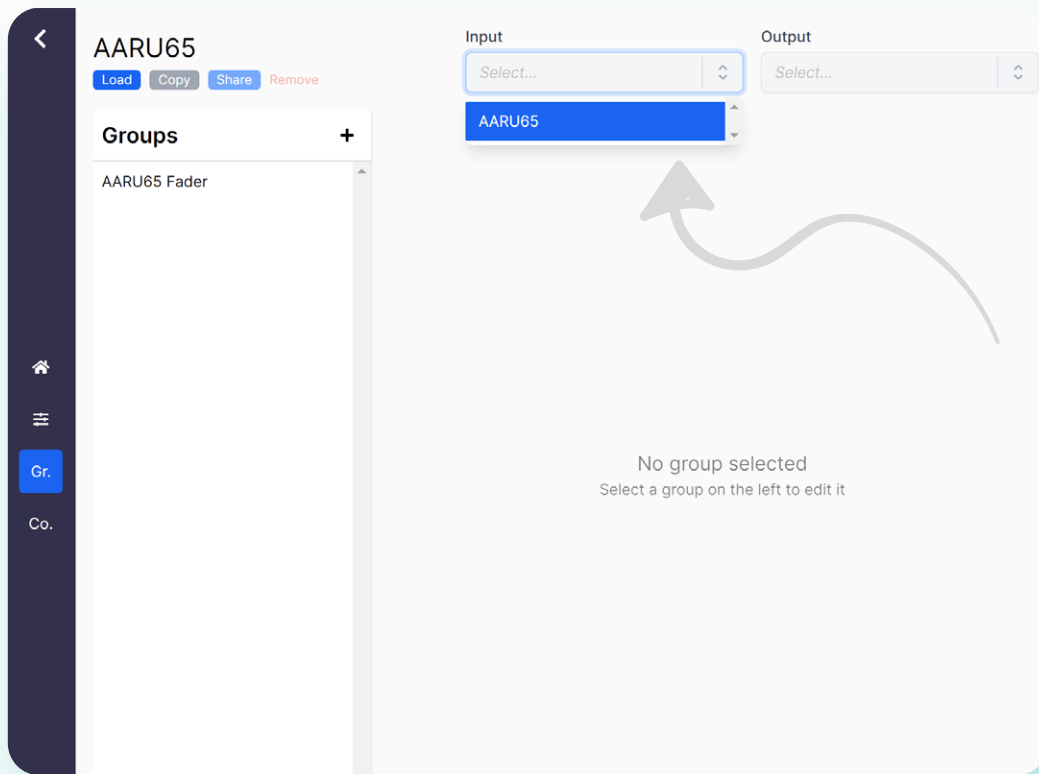 AARU65
Load Copy Share Remove
Groups +
AARU65 Fader
Input
Select...
AARU65
Output
Select...
No group selected
Select a group on the left to edit it
Gr.
Co.